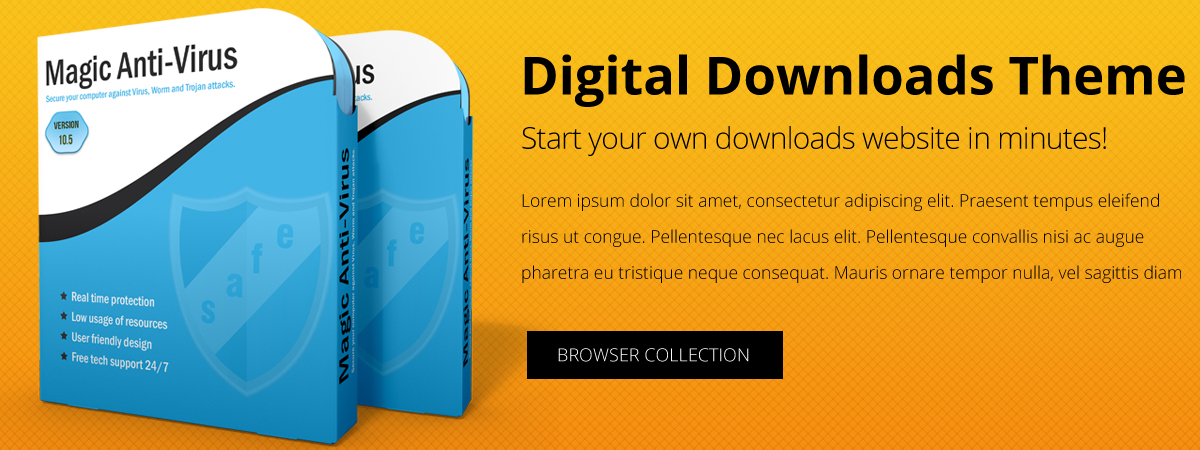 Magic Anti-Virus
Secure your computer against Virus, Worm and Trojan attacks.
VERSION
10.5
safe
Real time protection
Low usage of resources
User friendly design
Free tech support 24/7
Magic Anti-Virus
Secure your computer against Virus, Worm and Trojan attacks
us
ttacks.
safe
Magic Anti-Virus
Digital Downloads Theme
Start your own downloads website in minutes!
Lorem ipsum dolor sit amet, consectetur adipiscing elit. Praesent tempus eleifend
risus ut congue. Pellentesque nec lacus elit. Pellentesque convallis nisi ac augue
pharetra eu tristique neque consequat. Mauris ornare tempor nulla, vel sagittis diam
BROWSER COLLECTION